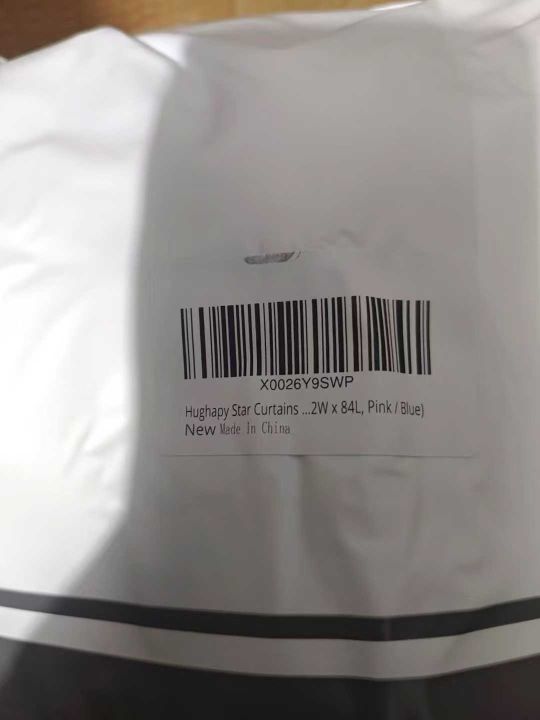 X0026Y9SWP
Hughapy Star Curtains ...2W x 84L, Pink / Blue)
New Made In China